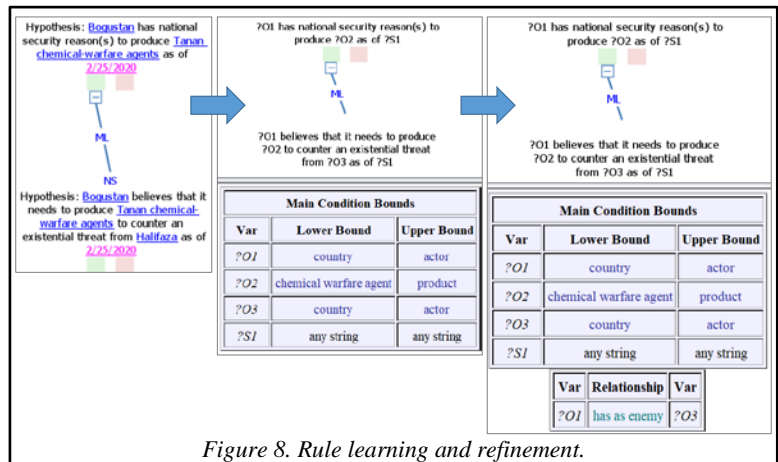 Hypothesis: Bogustan has national
security reason(s) to produce Tanan
chemical-warfare agents as of
2/25/2020
ML
NS
Hypothesis: Bogustan believes that it
needs to produce Tanan chemical-
warfare agents to counter an
existential threat from Halifaza as of
2/25/2020
?O1 has national security reason(s) to
produce ?O2 as of ?S1
ML
?O1 believes that it needs to produce
?O2 to counter an existential threat
from ?O3 as of ?S1
Main Condition Bounds
Var Lower Bound Upper Bound
?O1 country actor
?O2 chemical warfare agent product
?O3 country actor
?S1 any string any string
?O1 has national security reason(s) to
produce ?O2 as of ?S1
ML
?O1 believes that it needs to produce
?O2 to counter an existential threat
from ?O3 as of ?S1
Main Condition Bounds
Var Lower Bound Upper Bound
?O1 country actor
?O2 chemical warfare agent product
?O3 country actor
?S1 any string any string
Var Relationship Var
?O1 has as enemy ?O3
Figure 8. Rule learning and refinement.